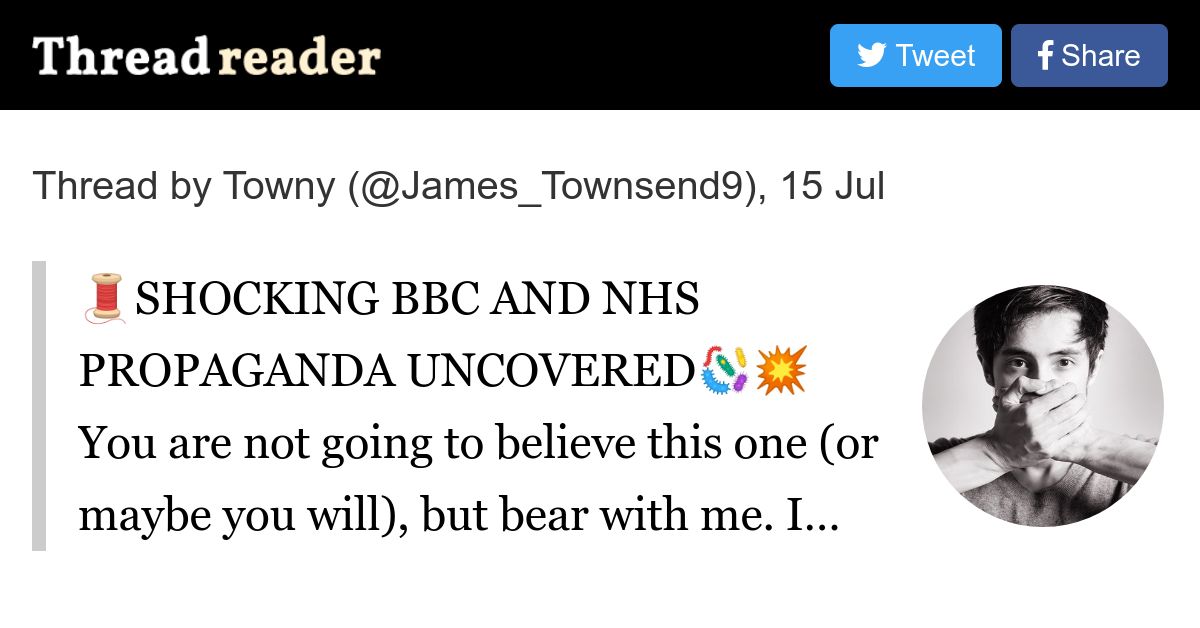 Thread reader
Tweet
Share
Thread by Towny (@James_Townsend9), 15 Jul
🧵SHOCKING BBC AND NHS
PROPAGANDA UNCOVERED🦠💥
You are not going to believe this one (or
maybe you will), but bear with me. I...